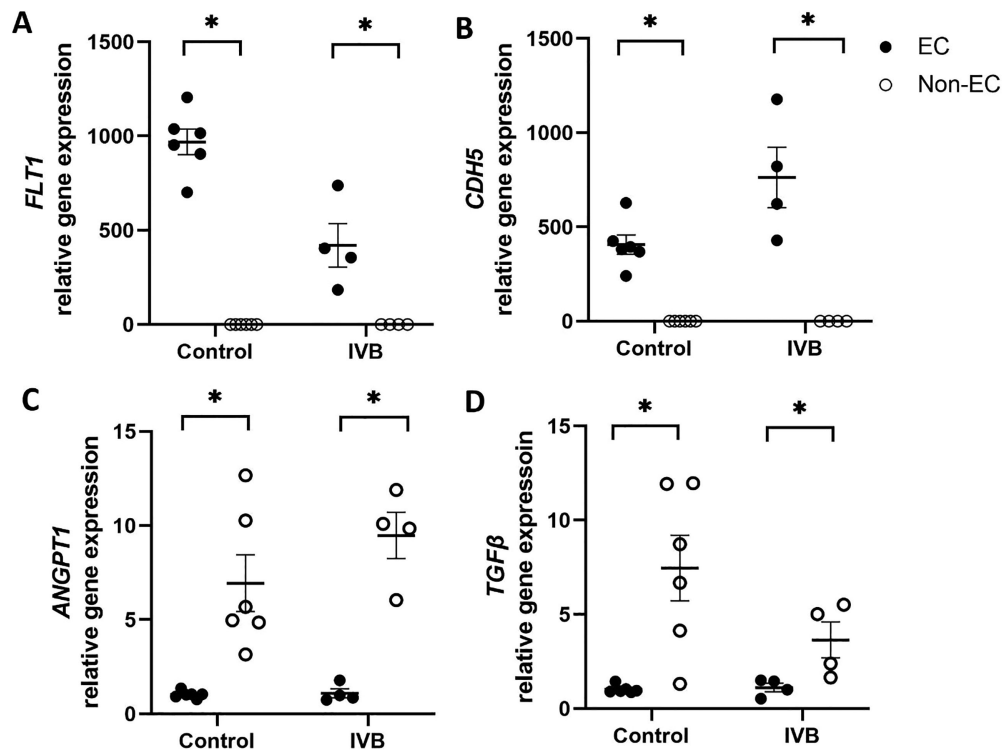 A
*
*
1500
1000
500
0
FLT1
relative gene expression
Control
IVB
B
*
*
1500
1000
500
0
CDH5
relative gene expression
Control
IVB
EC
Non-EC
C
*
*
15
10
5
0
ANGPT1
relative gene expression
Control
IVB
D
*
*
15
10
5
0
TGFβ
relative gene expressoin
Control
IVB